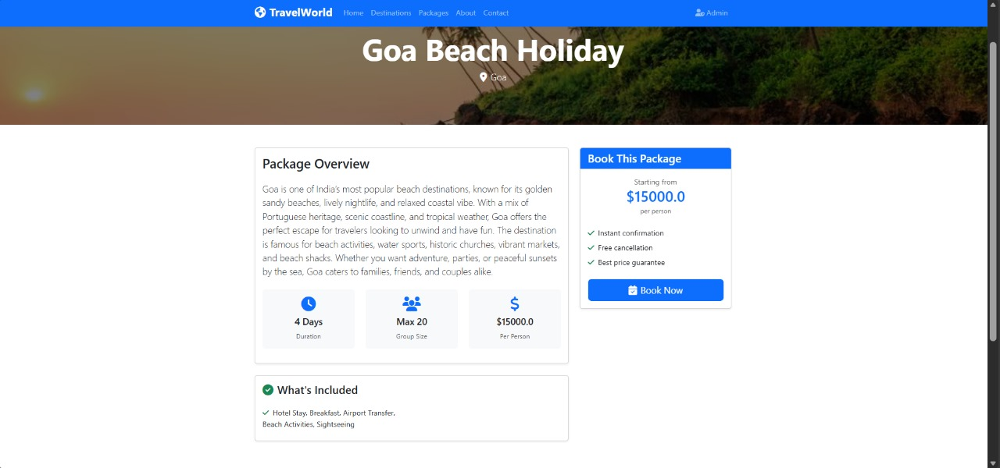 TravelWorld Home Destinations Packages About Contact Admin
Goa Beach Holiday
Goa
Package Overview
Goa is one of India's most popular beach destinations, known for its golden
sandy beaches, lively nightlife, and relaxed coastal vibe. With a mix of
Portuguese heritage, scenic coastline, and tropical weather, Goa offers the
perfect escape for travelers looking to unwind and have fun. The destination
is famous for beach activities, water sports, historic churches, vibrant markets,
and beach shacks. Whether you want adventure, parties, or peaceful sunsets
by the sea, Goa caters to families, friends, and couples alike.
4 Days
Duration
Max 20
Group Size
$15000.0
Per Person
What's Included
Hotel Stay, Breakfast, Airport Transfer,
Beach Activities, Sightseeing
Book This Package
Starting from
$15000.0
per person
Instant confirmation
Free cancellation
Best price guarantee
Book Now